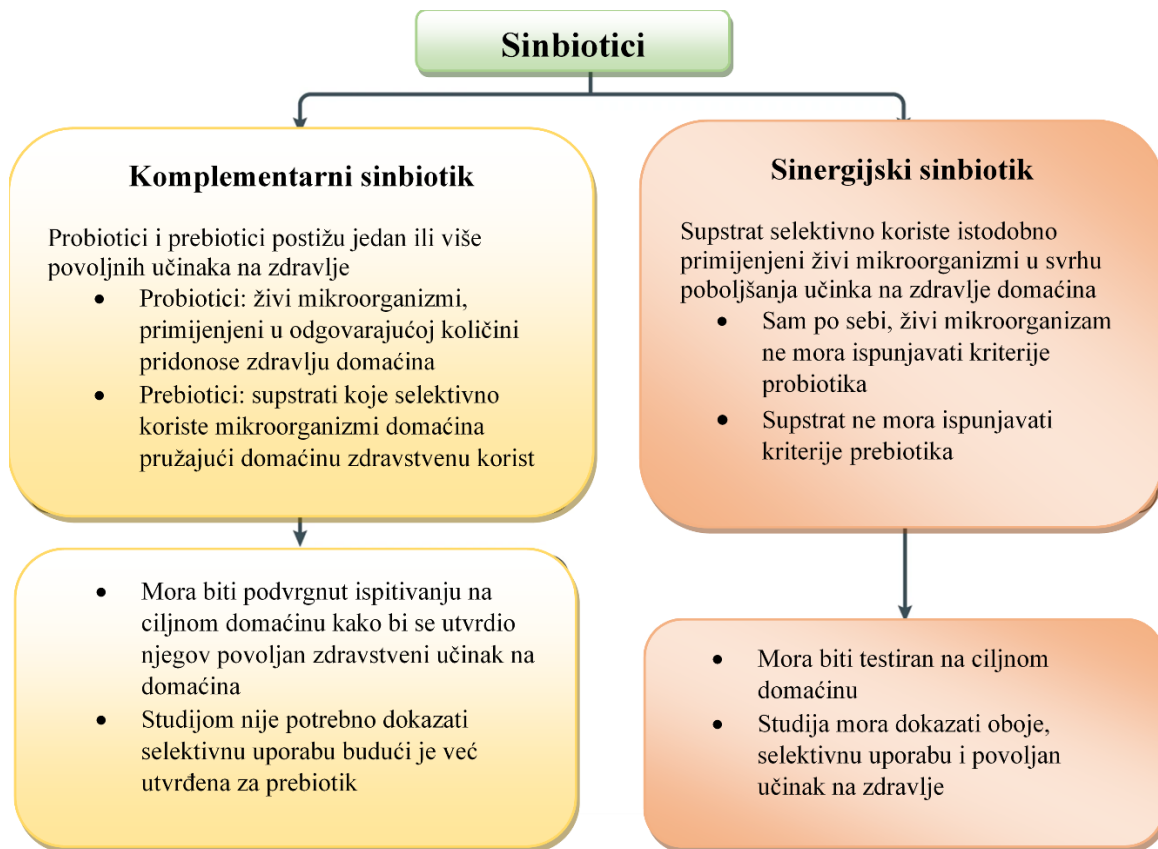 Sinbiotici
Komplementarni sinbiotik
Probiotici i prebiotici postižu jedan ili više
povoljnih učinaka na zdravlje
• Probiotici: živi mikroorganizmi,
primijenjeni u odgovarajućoj količini
pridonose zdravlju domaćina
• Prebiotici: supstrati koje selektivno
koriste mikroorganizmi domaćina
pružajući domaćinu zdravstvenu korist
• Mora biti podvrgnut ispitivanju na
ciljnom domaćinu kako bi se utvrdio
njegov povoljan zdravstveni učinak na
domaćina
• Studijom nije potrebno dokazati
selektivnu uporabu budući je već
utvrđena za prebiotik
Sinergijski sinbiotik
Supstrat selektivno koriste istodobno
primijenjeni živi mikroorganizmi u svrhu
poboljšanja učinka na zdravlje domaćina
• Sam po sebi, živi mikroorganizam
ne mora ispunjavati kriterije
probiotika
• Supstrat ne mora ispunjavati
kriterije prebiotika
• Mora biti testiran na ciljnom
domaćinu
• Studija mora dokazati oboje,
selektivnu uporabu i povoljan
učinak na zdravlje